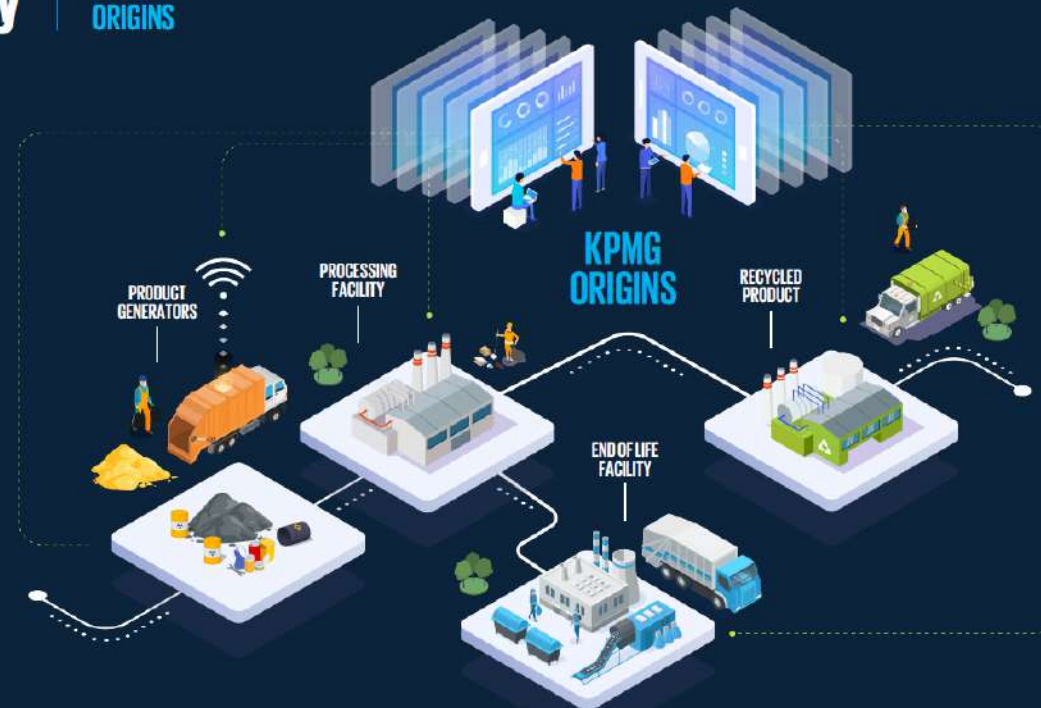 y
ORIGINS
KPMG
ORIGINS
PRODUCT
GENERATORS
PROCESSING
FACILITY
RECYCLED
PRODUCT
END OF LIFE
FACILITY